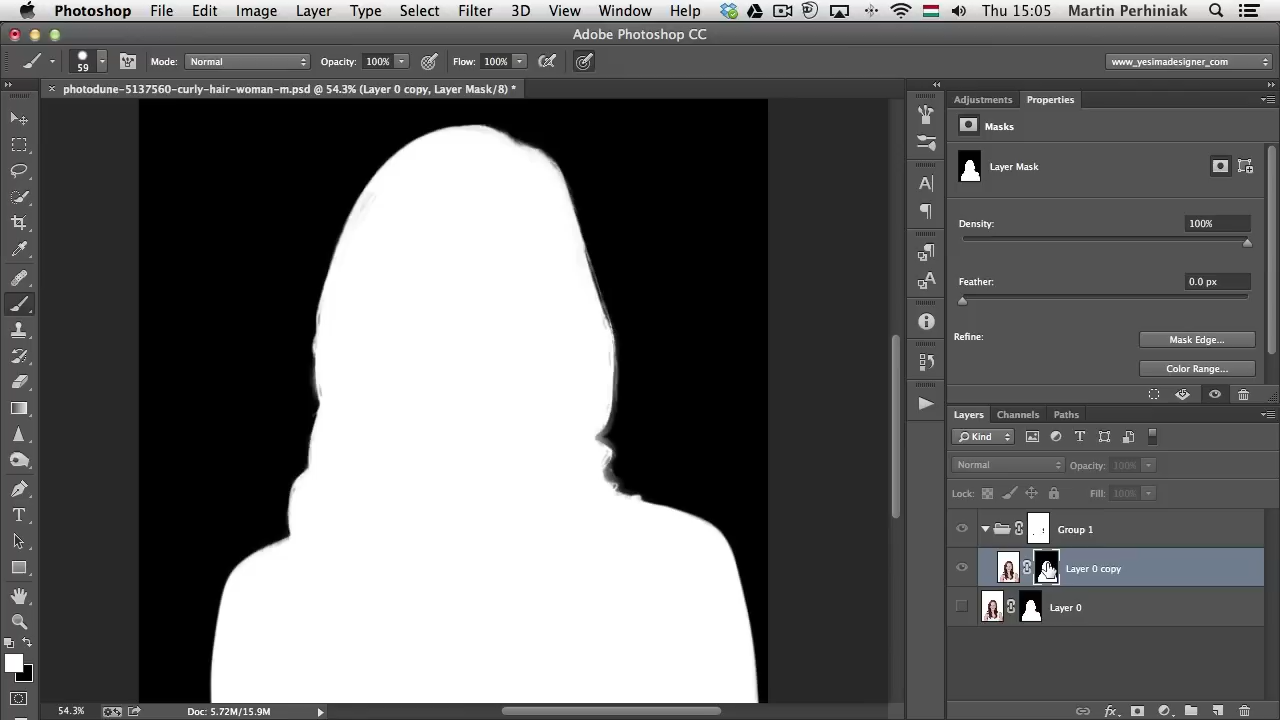 Photoshop File Edit Image Layer Type Select Filter 3D View Window Help Thu 15:05 Martin Perhiniak
Adobe Photoshop CC
59 Mode: Normal Opacity: 100% Flow: 100% www_yesimadesigner_com
photodune-5137560-curly-hair-woman-m.psd @ 54.3% (Layer 0 copy, Layer Mask/8) *
Adjustments Properties
Masks
Layer Mask
Density: 100%
Feather: 0.0 px
Refine: Mask Edge...
Color Range...
Layers Channels Paths
Kind
Normal Opacity: 100%
Lock: Fill: 100%
Group 1
Layer 0 copy
Layer 0
54.3% Doc: 5.72M/15.9M